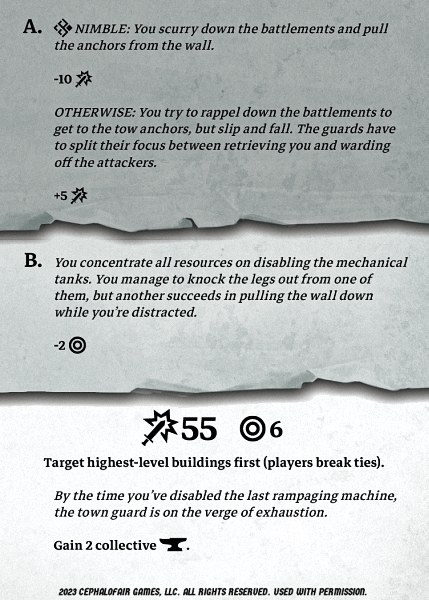 A. NIMBLE: You scurry down the battlements and pull
the anchors from the wall.
-10
OTHERWISE: You try to rappel down the battlements to
get to the tow anchors, but slip and fall. The guards have
to split their focus between retrieving you and warding
off the attackers.
+5
B. You concentrate all resources on disabling the mechanical
tanks. You manage to knock the legs out from one of
them, but another succeeds in pulling the wall down
while you’re distracted.
-2
55 6
Target highest-level buildings first (players break ties).
By the time you’ve disabled the last rampaging machine,
the town guard is on the verge of exhaustion.
Gain 2 collective .
2023 CEPHALOFAIR GAMES, LLC. ALL RIGHTS RESERVED. USED WITH PERMISSION.